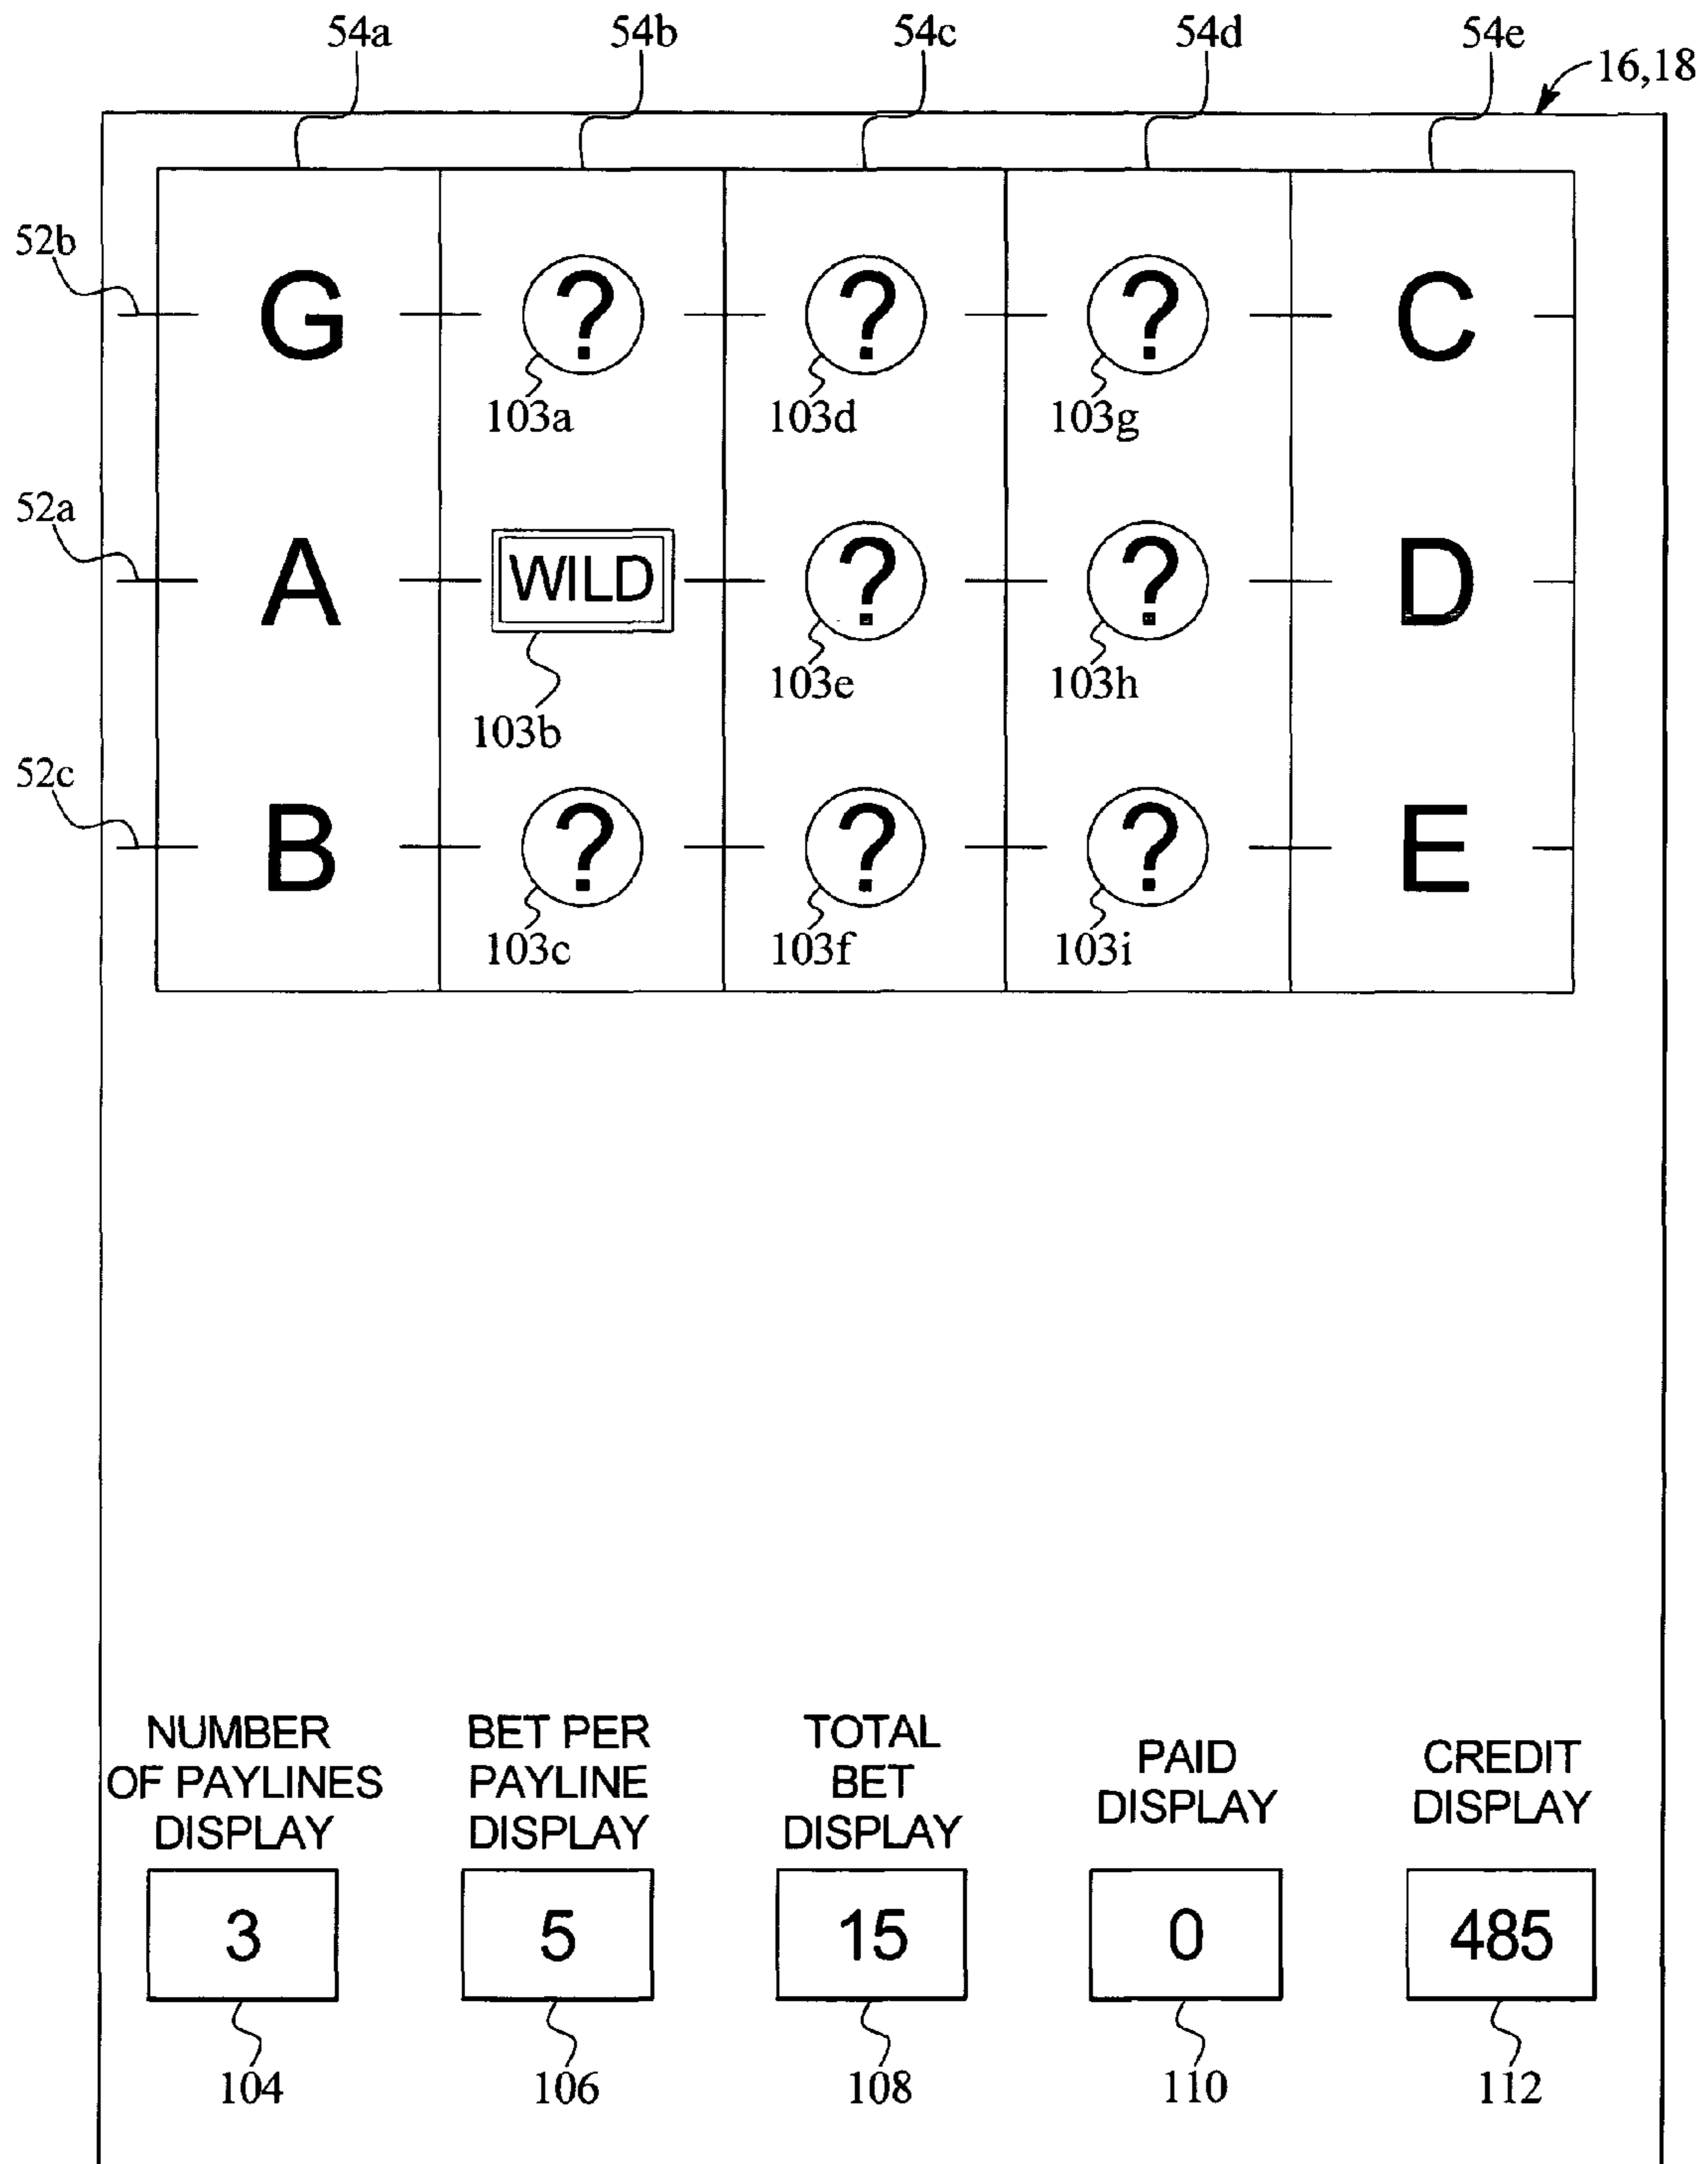 54a 54b 54c 54d 54e
16,18
52b
G ? ? ? C
103a 103d 103g
52a
A WILD ? ? D
103e 103h
103b
52c
B ? ? ? E
103c 103f 103i
NUMBER
OF PAYLINES
DISPLAY
3
104
BET PER
PAYLINE
DISPLAY
5
106
TOTAL
BET
DISPLAY
15
108
PAID
DISPLAY
0
110
CREDIT
DISPLAY
485
112